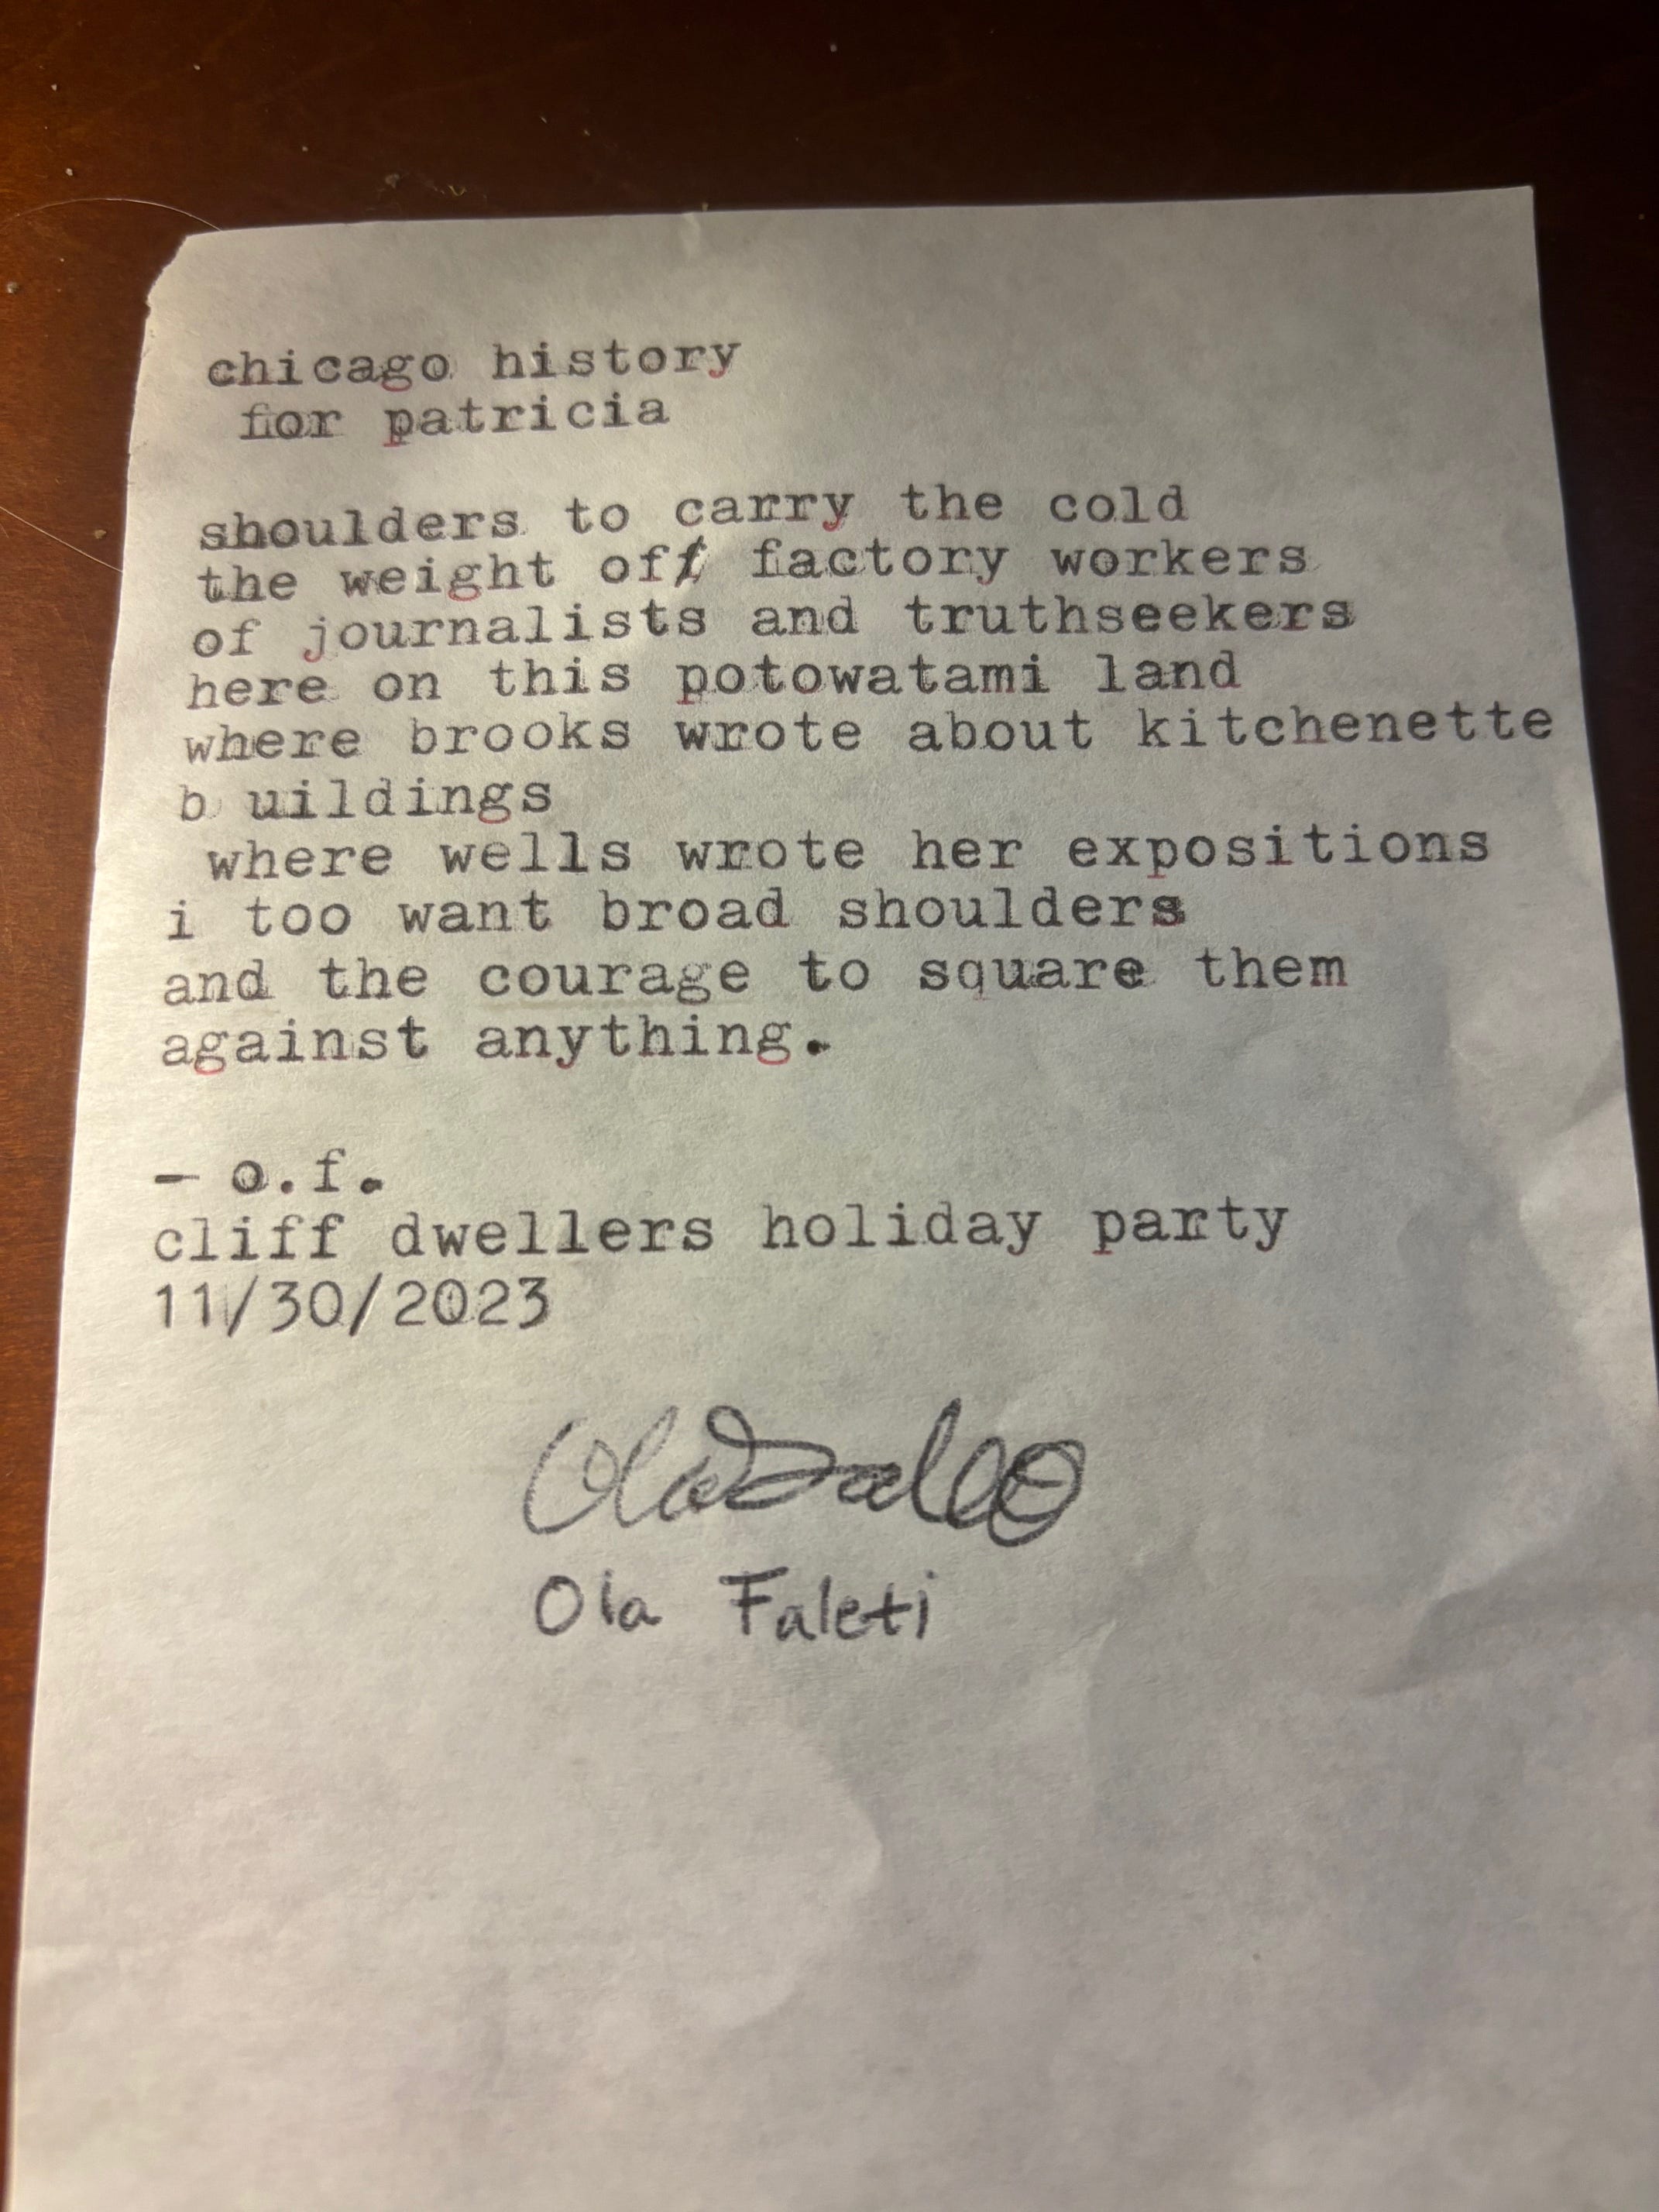 chicago history
for patricia
shoulders to carry the cold
the weight of factory workers
of journalists and truthseekers
here on this potowatami land
where brooks wrote about kitchenette
b uildings
where wells wrote her expositions
i too want broad shoulders
and the courage to square them
against anything.
- o.f.
cliff dwellers holiday party
11/30/2023
Ola Faleti
Ola Faleti